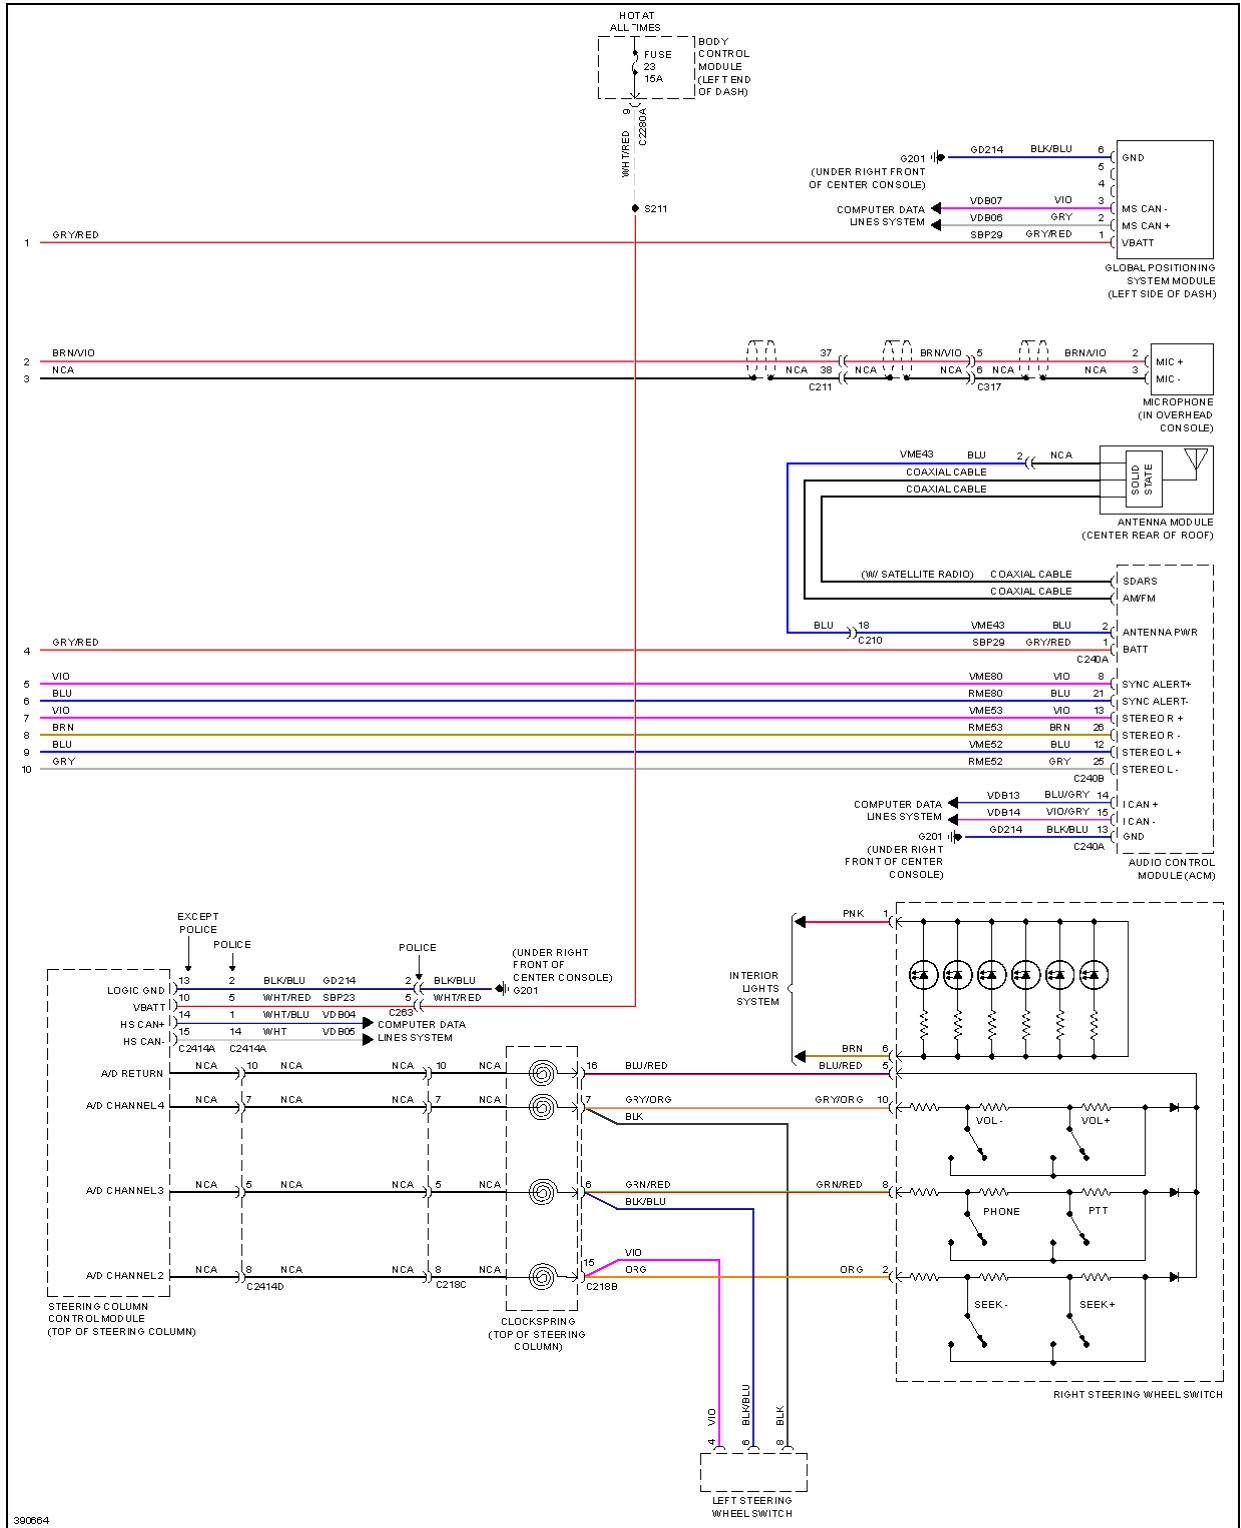 HOT AT
ALL TIMES
FUSE
23
15A
BODY
CONTROL
MODULE
(LEFT END
OF DASH)
9
C2280A
WHT/RED
S211
G201
(UNDER RIGHT FRONT
OF CENTER CONSOLE)
GD214 BLK/BLU 6 GND
5
4
COMPUTER DATA
LINES SYSTEM
VDB07 VIO 3 MS CAN -
VDB06 GRY 2 MS CAN +
SBP29 GRY/RED 1 VBATT
1 GRY/RED
GLOBAL POSITIONING
SYSTEM MODULE
(LEFT SIDE OF DASH)
2 BRN/VIO 37 BRN/VIO 5 BRN/VIO 2 MIC +
3 NCA NCA 38 NCA NCA 6 NCA NCA 3 MIC -
C211 C317
MICROPHONE
(IN OVERHEAD
CONSOLE)
VME43 BLU 2 NCA
COAXIAL CABLE
COAXIAL CABLE
SOLID
STATE
ANTENNA MODULE
(CENTER REAR OF ROOF)
(W/ SATELLITE RADIO) COAXIAL CABLE SDARS
COAXIAL CABLE AM/FM
BLU 18 VME43 BLU 2 ANTENNA PWR
C210
4 GRY/RED SBP29 GRY/RED 1 BATT
C240A
5 VIO VME80 VIO 8 SYNC ALERT+
6 BLU RME80 BLU 21 SYNC ALERT-
7 VIO VME53 VIO 13 STEREO R +
8 BRN RME53 BRN 26 STEREO R -
9 BLU VME52 BLU 12 STEREO L +
10 GRY RME52 GRY 25 STEREO L -
C240B
COMPUTER DATA
LINES SYSTEM
VDB13 BLU/GRY 14 I CAN +
VDB14 VIO/GRY 15 I CAN -
G201 GD214 BLK/BLU 13 GND
C240A
(UNDER RIGHT
FRONT OF CENTER
CONSOLE)
AUDIO CONTROL
MODULE (ACM)
EXCEPT
POLICE
POLICE
POLICE
(UNDER RIGHT
FRONT OF
CENTER CONSOLE)
G201
LOGIC GND 13 2 BLK/BLU GD214 2 BLK/BLU
VBATT 10 5 WHT/RED SBP23 5 WHT/RED
C263
HS CAN+ 14 1 WHT/BLU VDB04
HS CAN- 15 14 WHT VDB05
COMPUTER DATA
LINES SYSTEM
C2414A C2414A
INTERIOR
LIGHTS
SYSTEM
PNK 1
BRN 6
A/D RETURN NCA 10 NCA NCA 10 NCA 16 BLU/RED BLU/RED 5
A/D CHANNEL 4 NCA 7 NCA NCA 7 NCA 7 GRY/ORG GRY/ORG 10
BLK
VOL - VOL+
A/D CHANNEL 3 NCA 5 NCA NCA 5 NCA 6 GRN/RED GRN/RED 8
BLK/BLU
PHONE PTT
VIO
A/D CHANNEL 2 NCA 8 NCA NCA 8 NCA 15 ORG ORG 2
C2414D C218C C218B
SEEK - SEEK+
STEERING COLUMN
CONTROL MODULE
(TOP OF STEERING COLUMN)
CLOCKSPRING
(TOP OF STEERING
COLUMN)
RIGHT STEERING WHEEL SWITCH
4 VIO
6 BLK/BLU
8 BLK
LEFT STEERING
WHEEL SWITCH
390664